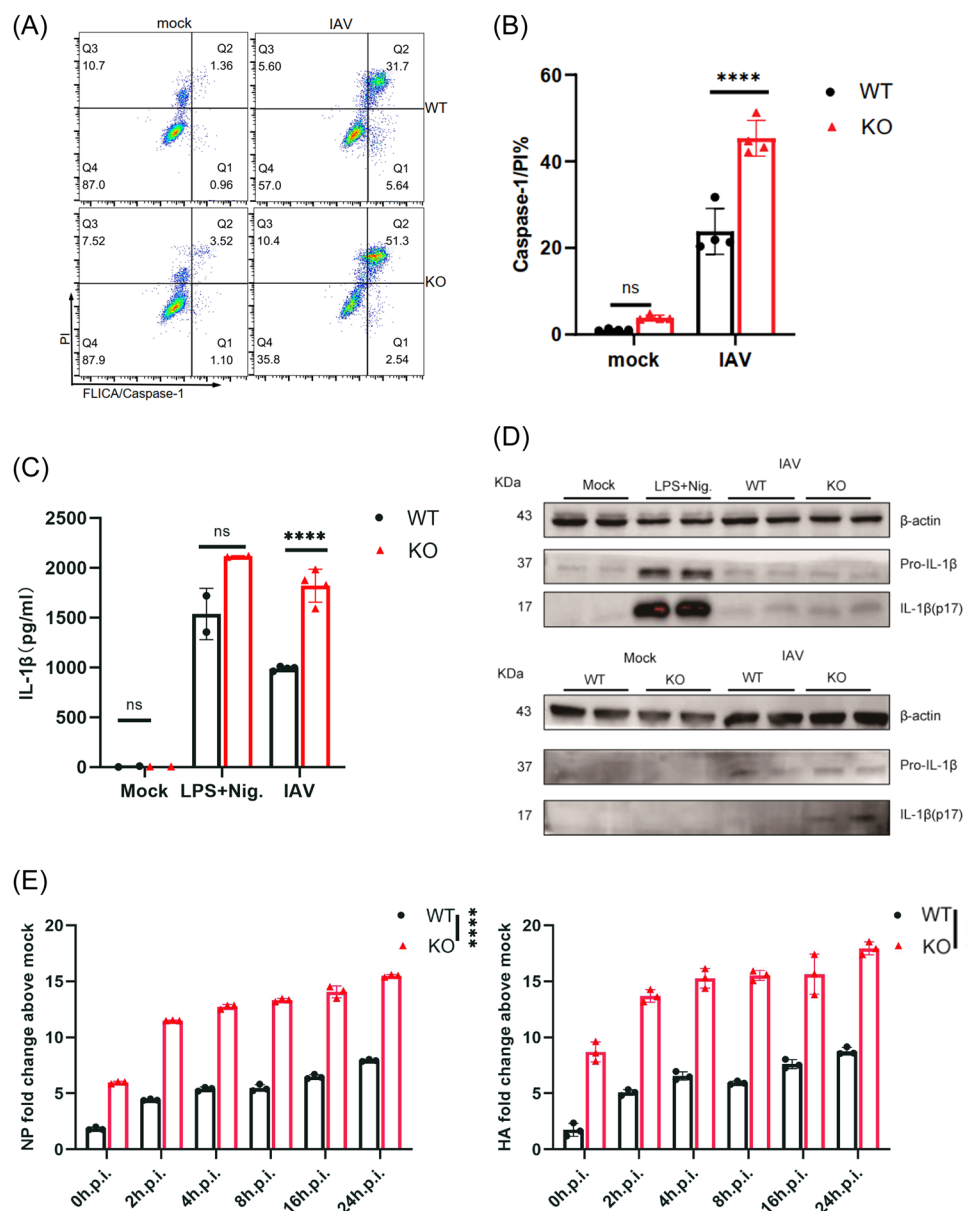 (A)
mock
IAV
Q3
10.7
Q2
1.36
Q3
5.60
Q2
31.7
WT
Q4
87.0
Q1
0.96
Q4
57.0
Q1
5.64
Q3
7.52
Q2
3.52
Q3
10.4
Q2
51.3
KO
Q4
87.9
Q1
1.10
Q4
35.8
Q1
2.54
PI
FLICA/Caspase-1
(B)
Caspase-1/PI%
60
40
20
0
ns
****
WT
KO
mock
IAV
(C)
IL-1β(pg/ml)
2500
2000
1500
1000
500
0
ns
ns
****
WT
KO
Mock
LPS+Nig.
IAV
(D)
IAV
KDa
Mock
LPS+Nig.
WT
KO
43
β-actin
37
Pro-IL-1β
17
IL-1β(p17)
Mock
IAV
KDa
WT
KO
WT
KO
43
β-actin
37
Pro-IL-1β
17
IL-1β(p17)
(E)
NP fold change above mock
20
15
10
5
0
WT
KO
****
0h.p.i.
2h.p.i.
4h.p.i.
8h.p.i.
16h.p.i.
24h.p.i.
HA fold change above mock
20
15
10
5
0
WT
KO
0h.p.i.
2h.p.i.
4h.p.i.
8h.p.i.
16h.p.i.
24h.p.i.